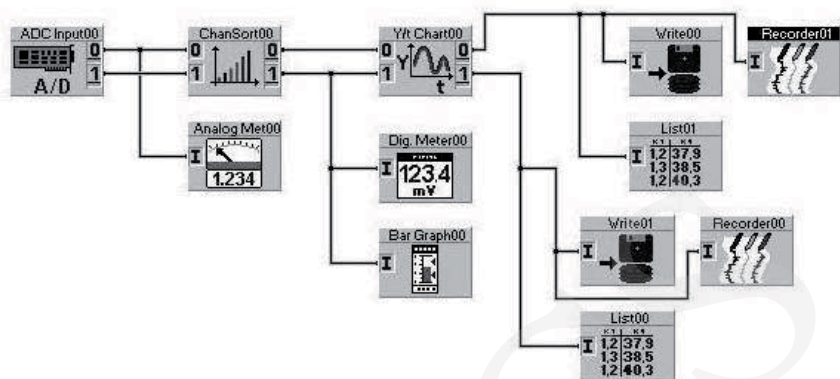 ADC Input00
0
1
A/D
ChanSort00
0 0
1 1
Y/t Chart00
0 0
1 Y t 1
Write00
I
Recorder01
I
Analog Met00
I
1.234
Dig. Meter00
I
123.4
mV
List01
I
1,2 37,9
1,3 38,5
1,2 40,3
Bar Graph00
I
Write01
I
Recorder00
I
List00
I
1,2 37,9
1,3 38,5
1,2 40,3